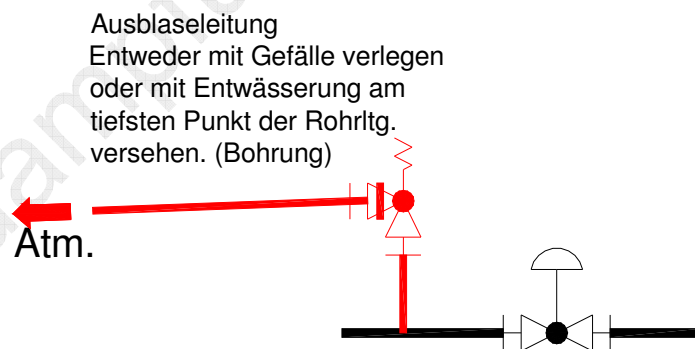 Ausblaseleitung
Entweder mit Gefälle verlegen
oder mit Entwässerung am
tiefsten Punkt der Rohrltg.
versehen. (Bohrung)
Atm.